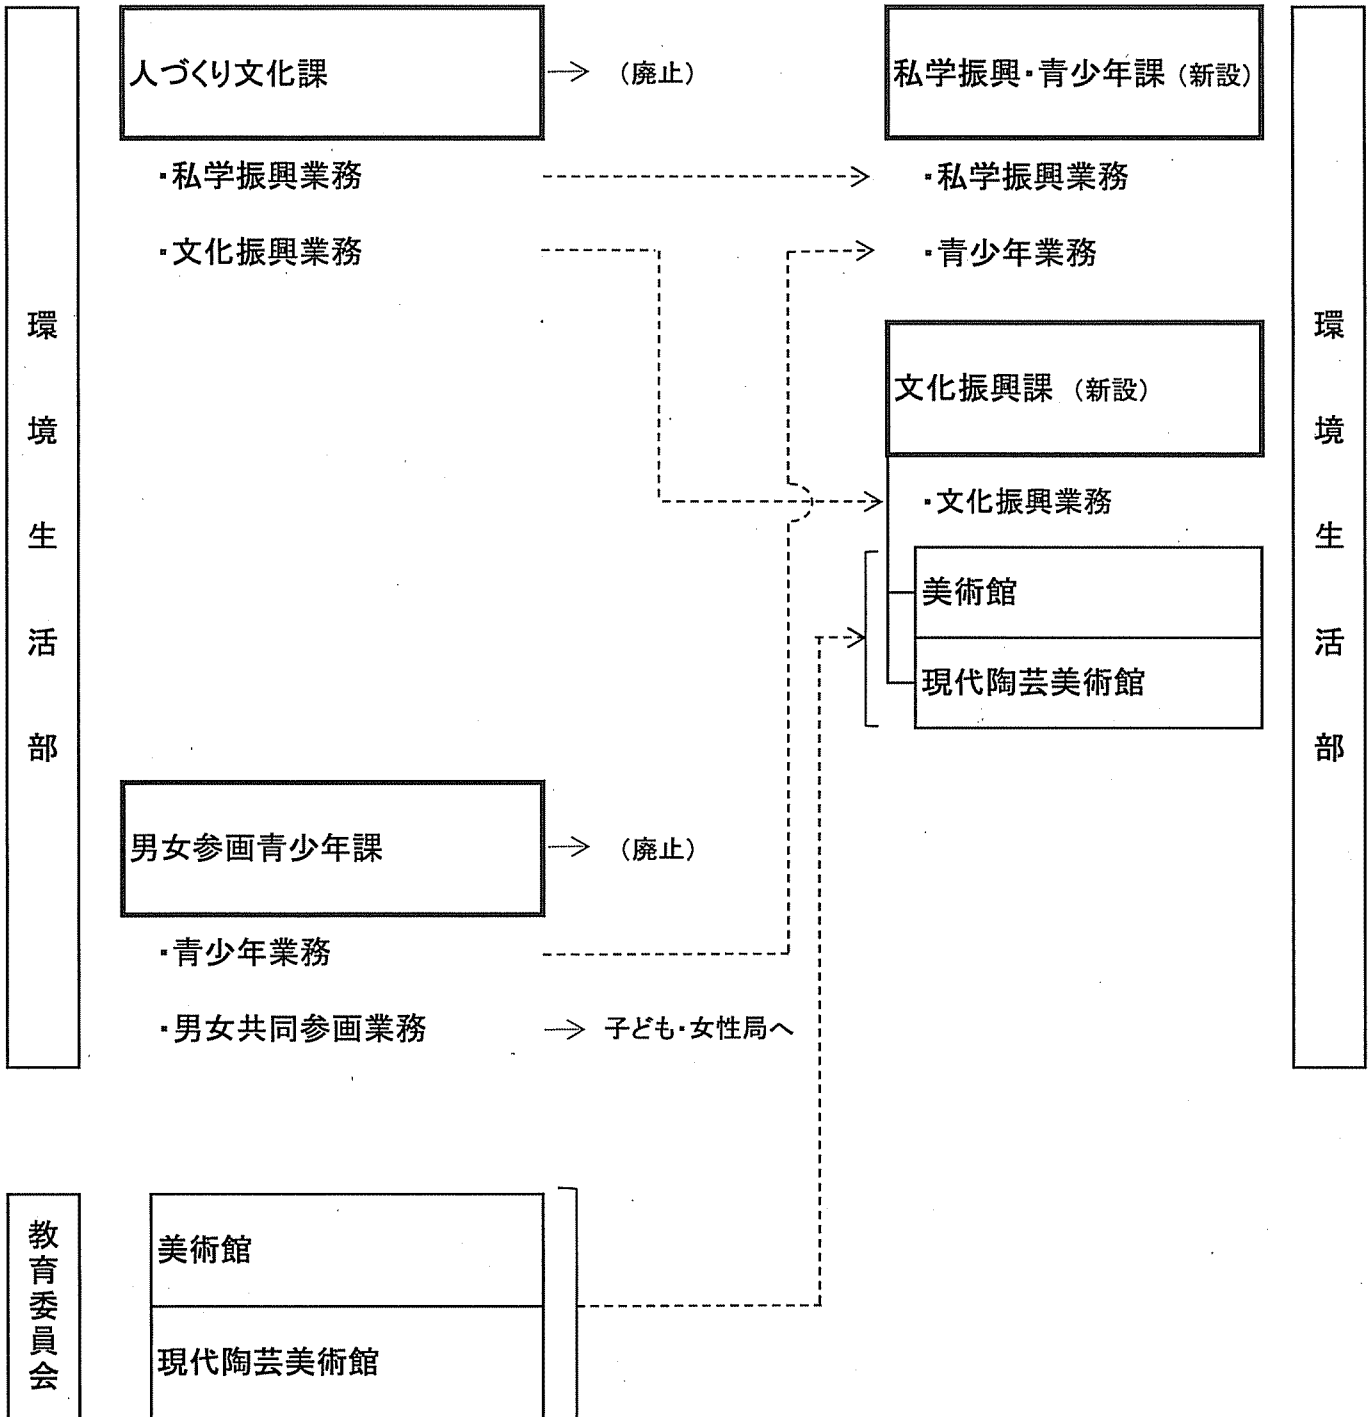 環境生活部
人づくり文化課
(廃止)
・私学振興業務
・文化振興業務
男女参画青少年課
(廃止)
・青少年業務
・男女共同参画業務
子ども・女性局へ
教育委員会
美術館
現代陶芸美術館
私学振興・青少年課 (新設)
・私学振興業務
・青少年業務
文化振興課 (新設)
・文化振興業務
美術館
現代陶芸美術館
環境生活部